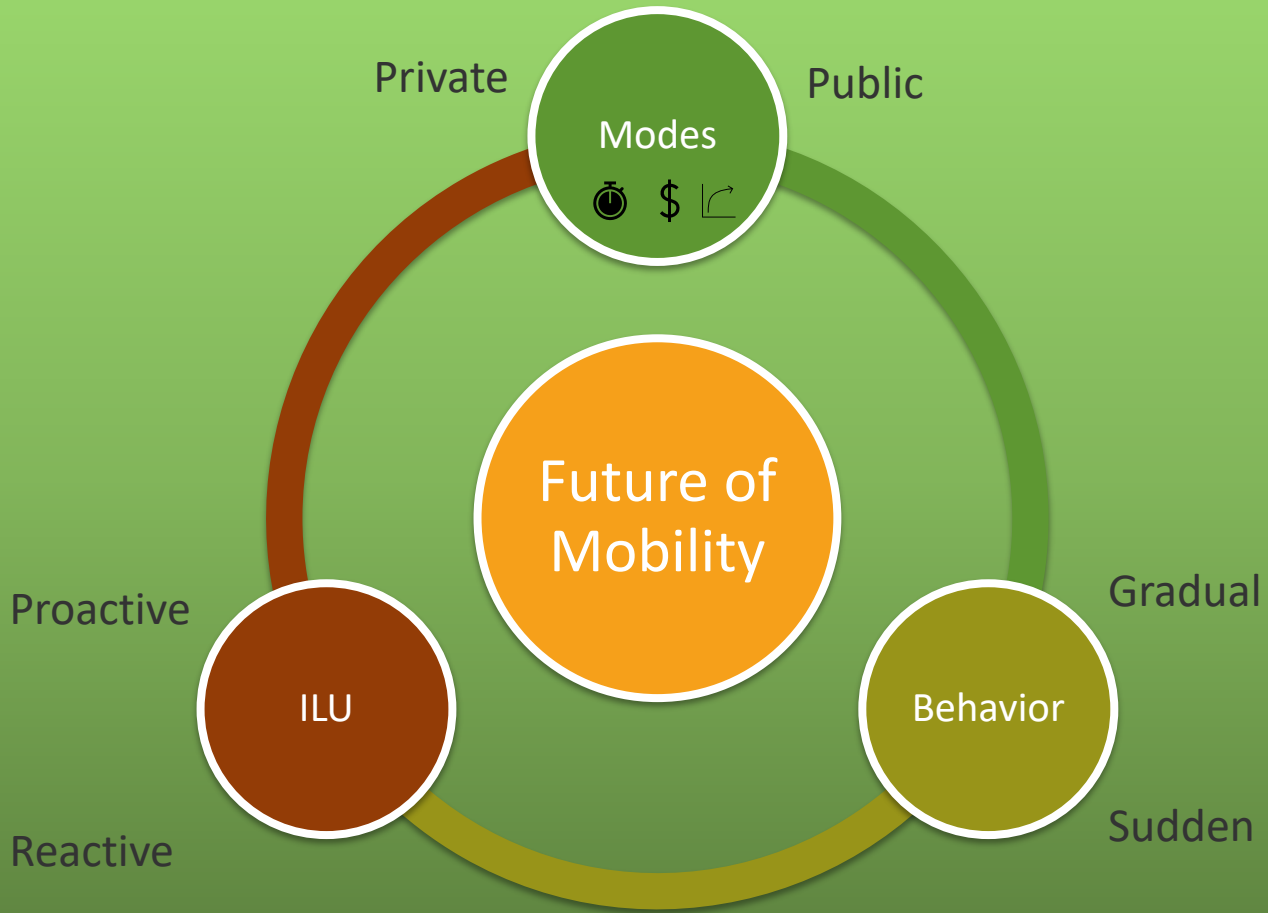 Private
Public
Modes
$
Future of
Mobility
Proactive
Gradual
ILU
Behavior
Reactive
Sudden